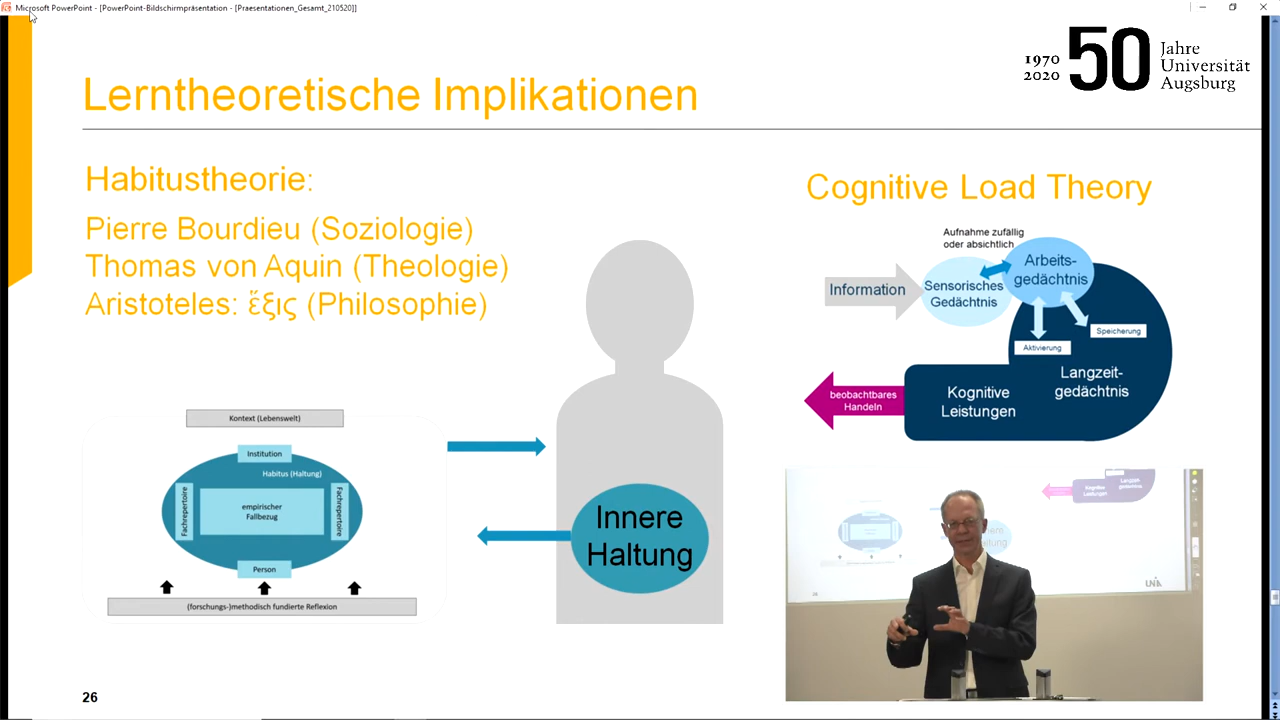 Microsoft PowerPoint - [PowerPoint-Bildschirmpräsentation - [Praesentationen_Gesamt_210520]]
1970
2020
50
Jahre
Universität
Augsburg
Lerntheoretische Implikationen
Habitustheorie:
Pierre Bourdieu (Soziologie)
Thomas von Aquin (Theologie)
Aristoteles: ἕξις (Philosophie)
Kontext (Lebenswelt)
Institution
Habitus (Haltung)
Fachrepertoire
empirischer
Fallbezug
Fachrepertoire
Person
(forschungs-)methodisch fundierte Reflexion
Innere
Haltung
Cognitive Load Theory
Aufnahme zufällig
oder absichtlich
Information
Sensorisches
Gedächtnis
Arbeits-
gedächtnis
Speicherung
Aktivierung
Langzeit-
gedächtnis
beobachtbares
Handeln
Kognitive
Leistungen
26